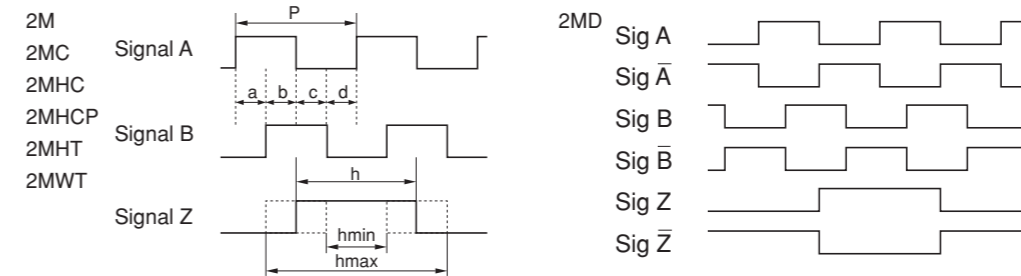 2M
2MC
2MHC
2MHCP
2MHT
2MWT
P
Signal A
a b c d
Signal B
h
Signal Z
hmin
hmax
2MD
Sig A
Sig A̅
Sig B
Sig B̅
Sig Z
Sig Z̅